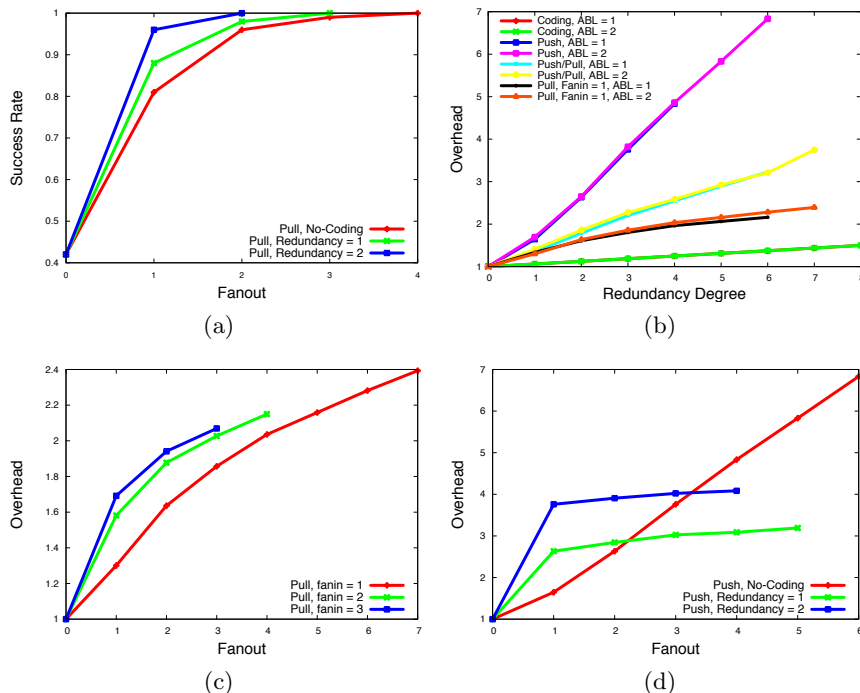 1
0.9
0.8
0.7
0.6
0.5
0.4
0 1 2 3 4
Success Rate
Fanout
Pull, No-Coding
Pull, Redundancy = 1
Pull, Redundancy = 2
(a)
7
6
5
4
3
2
1
0 1 2 3 4 5 6 7 8
Overhead
Redundancy Degree
Coding, ABL = 1
Coding, ABL = 2
Push, ABL = 1
Push, ABL = 2
Push/Pull, ABL = 1
Push/Pull, ABL = 2
Pull, Fanin = 1, ABL = 1
Pull, Fanin = 1, ABL = 2
(b)
2.4
2.2
2
1.8
1.6
1.4
1.2
1
0 1 2 3 4 5 6 7
Overhead
Fanout
Pull, fanin = 1
Pull, fanin = 2
Pull, fanin = 3
(c)
7
6
5
4
3
2
1
0 1 2 3 4 5 6
Overhead
Fanout
Push, No-Coding
Push, Redundancy = 1
Push, Redundancy = 2
(d)